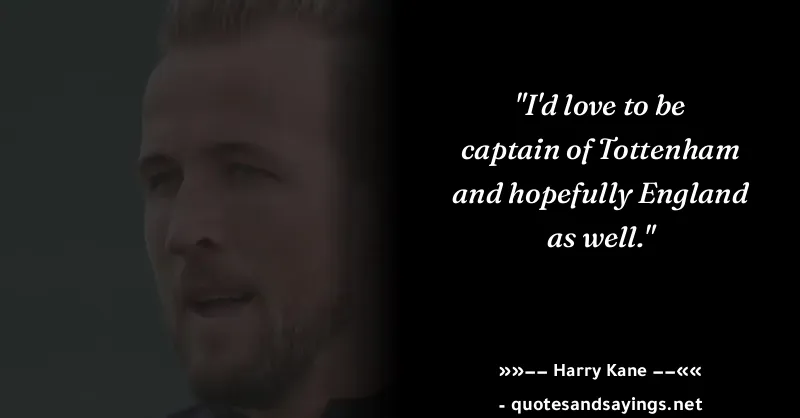 "I'd love to be
captain of Tottenham
and hopefully England
as well."
»»–– Harry Kane ––««
- quotesandsayings.net